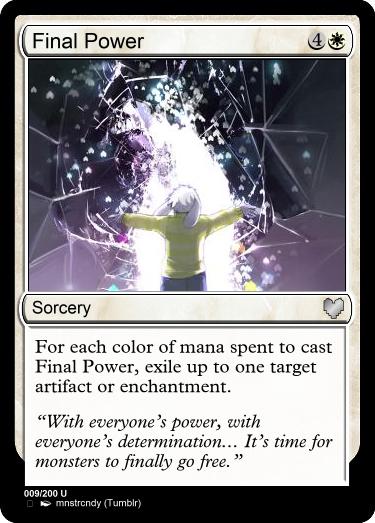 Final Power
4
Sorcery
For each color of mana spent to cast
Final Power, exile up to one target
artifact or enchantment.
“With everyone’s power, with
everyone’s determination… It’s time for
monsters to finally go free.”
009/200 U
mnstrcndy (Tumblr)